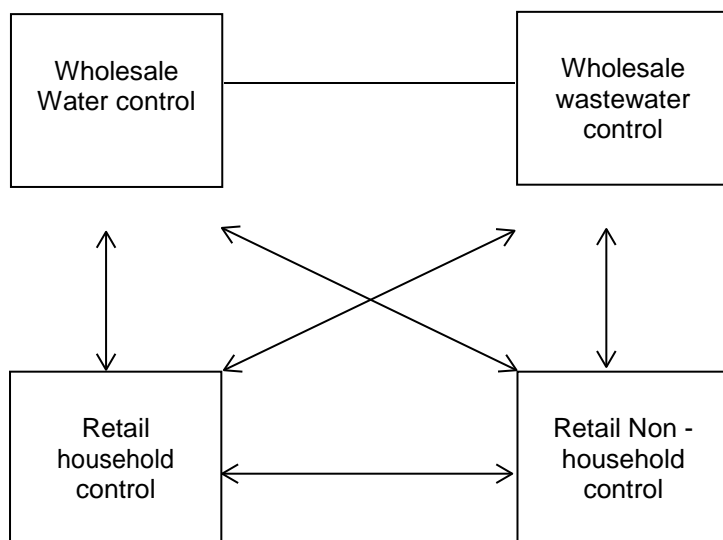 Wholesale
Water control
Wholesale
wastewater
control
Retail
household
control
Retail Non -
household
control